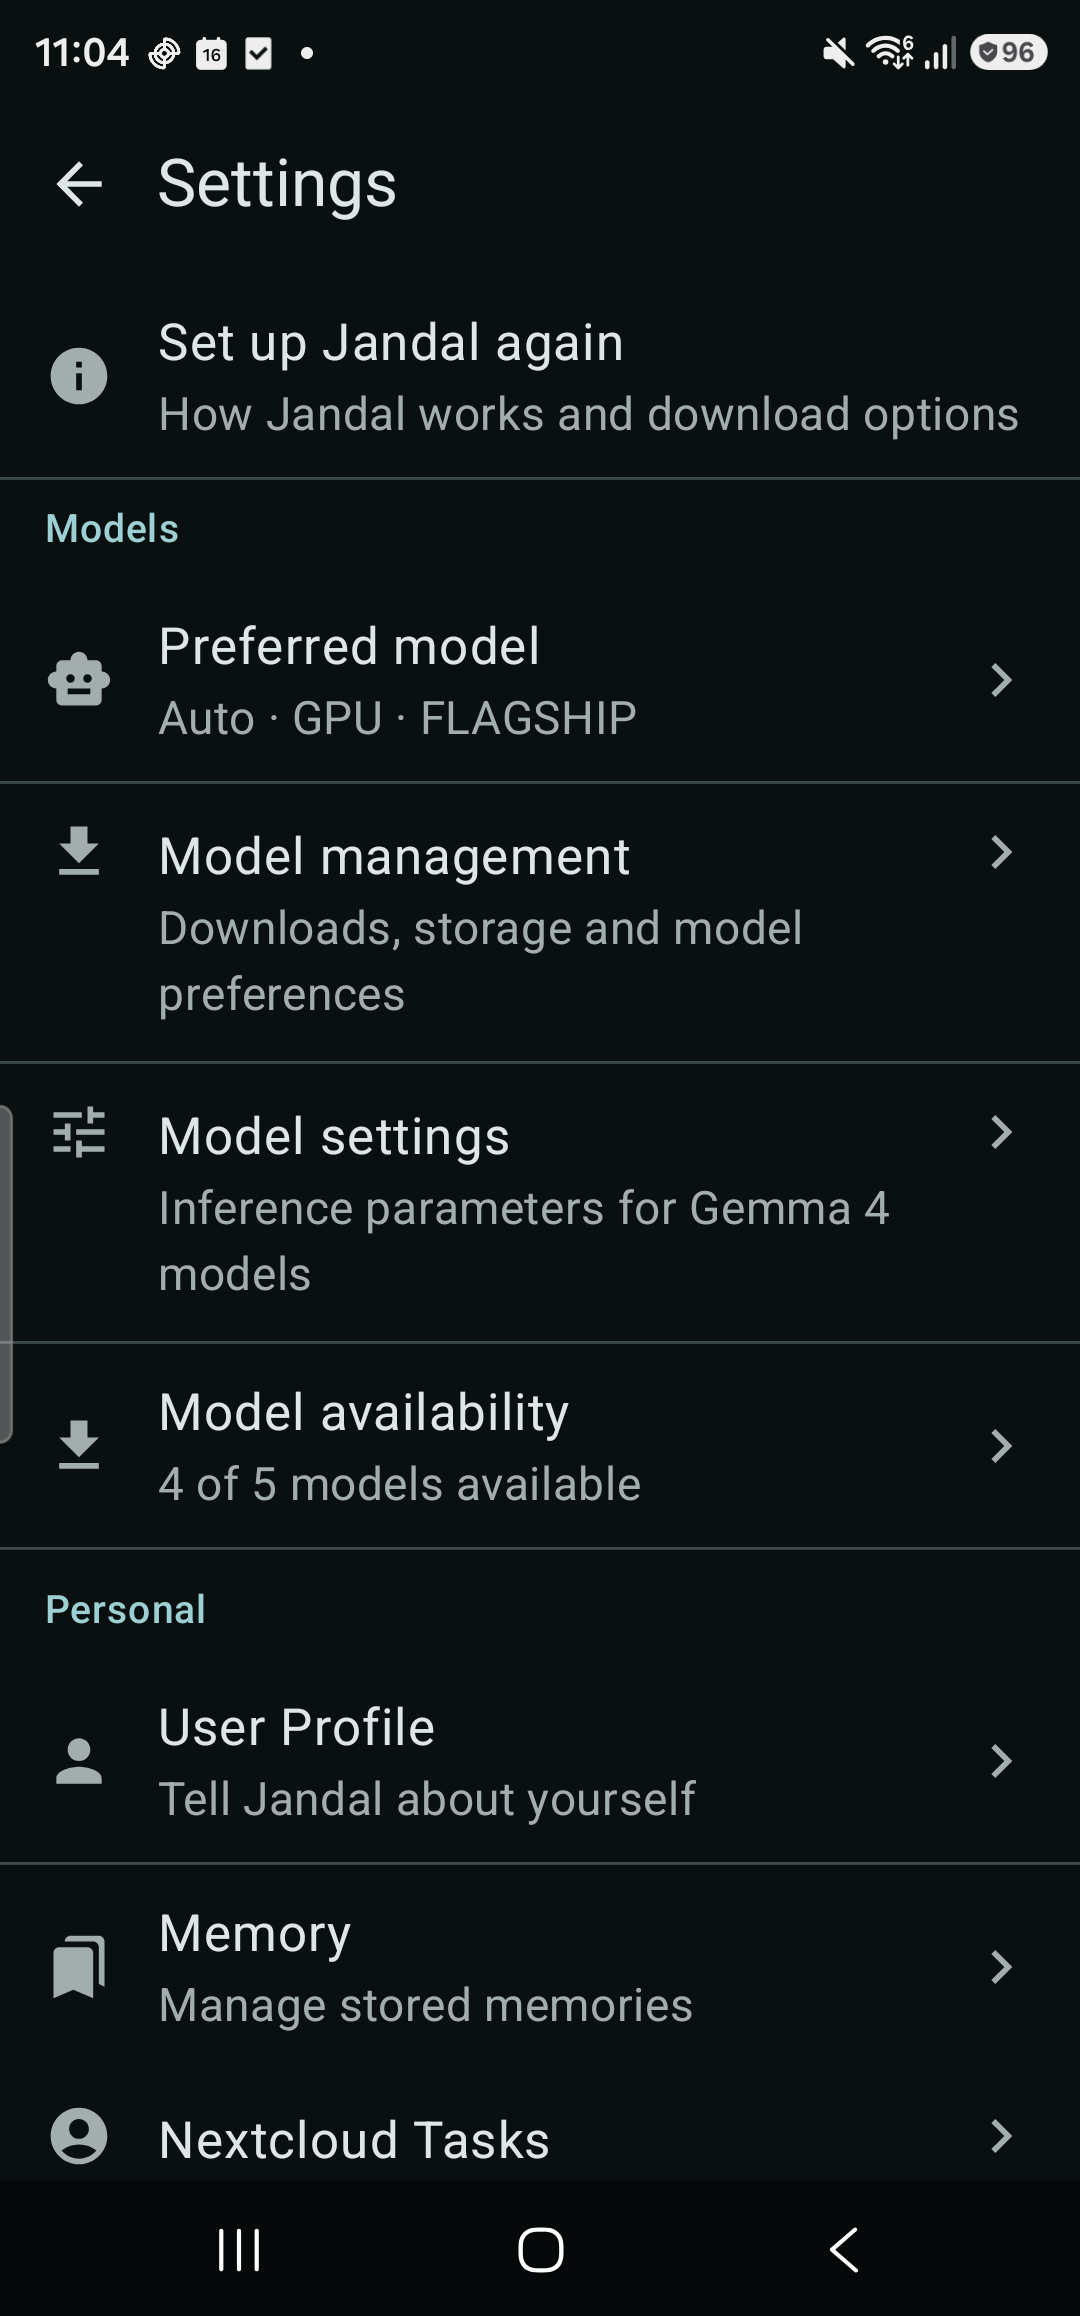 11:04
16
6
96
Settings
Set up Jandal again
How Jandal works and download options
Models
Preferred model
Auto · GPU · FLAGSHIP
Model management
Downloads, storage and model
preferences
Model settings
Inference parameters for Gemma 4
models
Model availability
4 of 5 models available
Personal
User Profile
Tell Jandal about yourself
Memory
Manage stored memories
Nextcloud Tasks